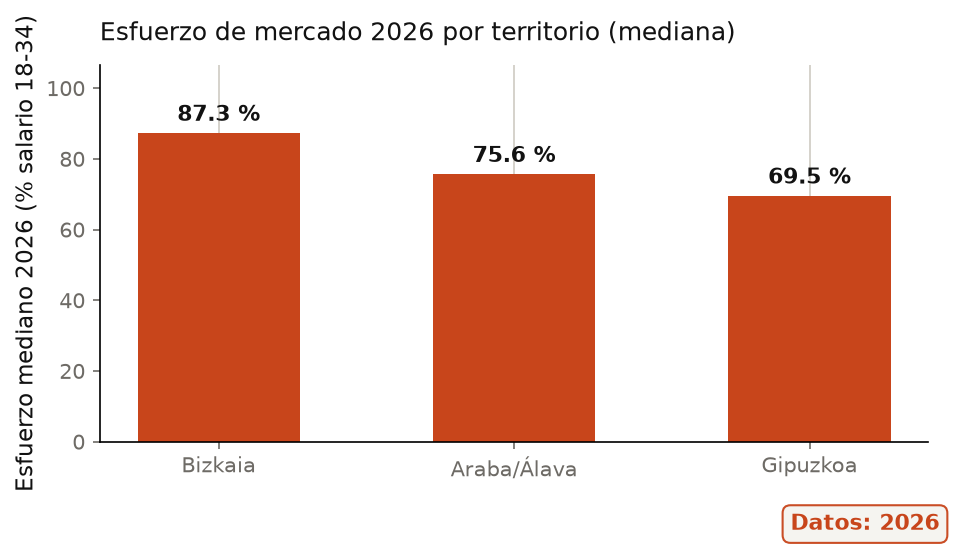 Esfuerzo de mercado 2026 por territorio (mediana)
Esfuerzo mediano 2026 (% salario 18-34)
100
80
60
40
20
0
87.3 %
75.6 %
69.5 %
Bizkaia
Araba/Álava
Gipuzkoa
Datos: 2026